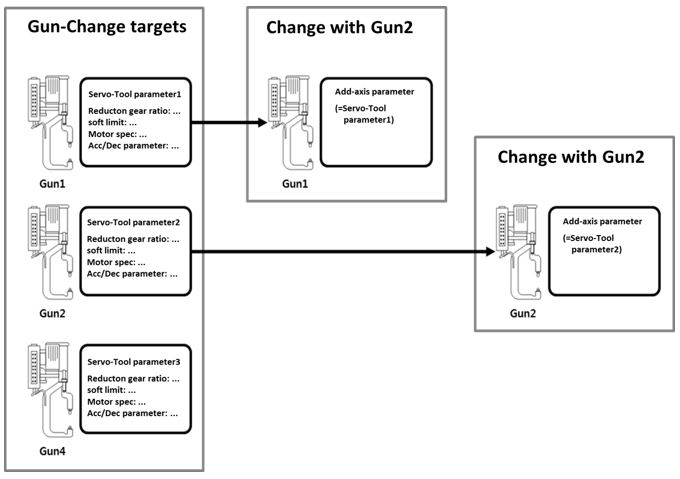 Gun-Change targets
Servo-Tool parameter1
Reducton gear ratio: ...
soft limit: ...
Motor spec: ...
Acc/Dec parameter: ...
Gun1
Servo-Tool parameter2
Reducton gear ratio: ...
soft limit: ...
Motor spec: ...
Acc/Dec parameter: ...
Gun2
Servo-Tool parameter3
Reducton gear ratio: ...
soft limit: ...
Motor spec: ...
Acc/Dec parameter: ...
Gun4
Change with Gun2
Add-axis parameter
(=Servo-Tool
parameter1)
Gun1
Change with Gun2
Add-axis parameter
(=Servo-Tool
parameter2)
Gun2